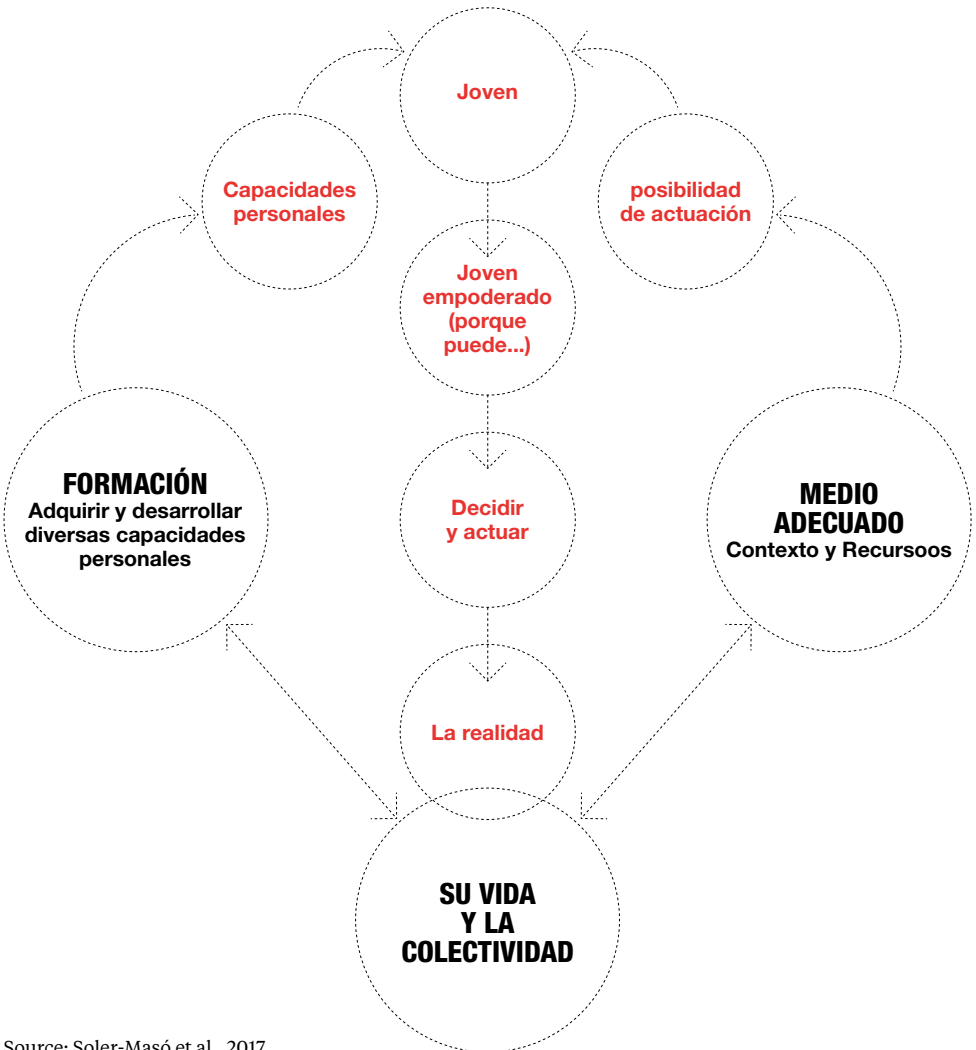 Joven
Capacidades
personales
posibilidad
de actuación
Joven
empoderado
(porque
puede...)
FORMACIÓN
Adquirir y desarrollar
diversas capacidades
personales
Decidir
y actuar
MEDIO
ADECUADO
Contexto y Recursoos
La realidad
SU VIDA
Y LA
COLECTIVIDAD
Source: Soler-Masó et al., 2017